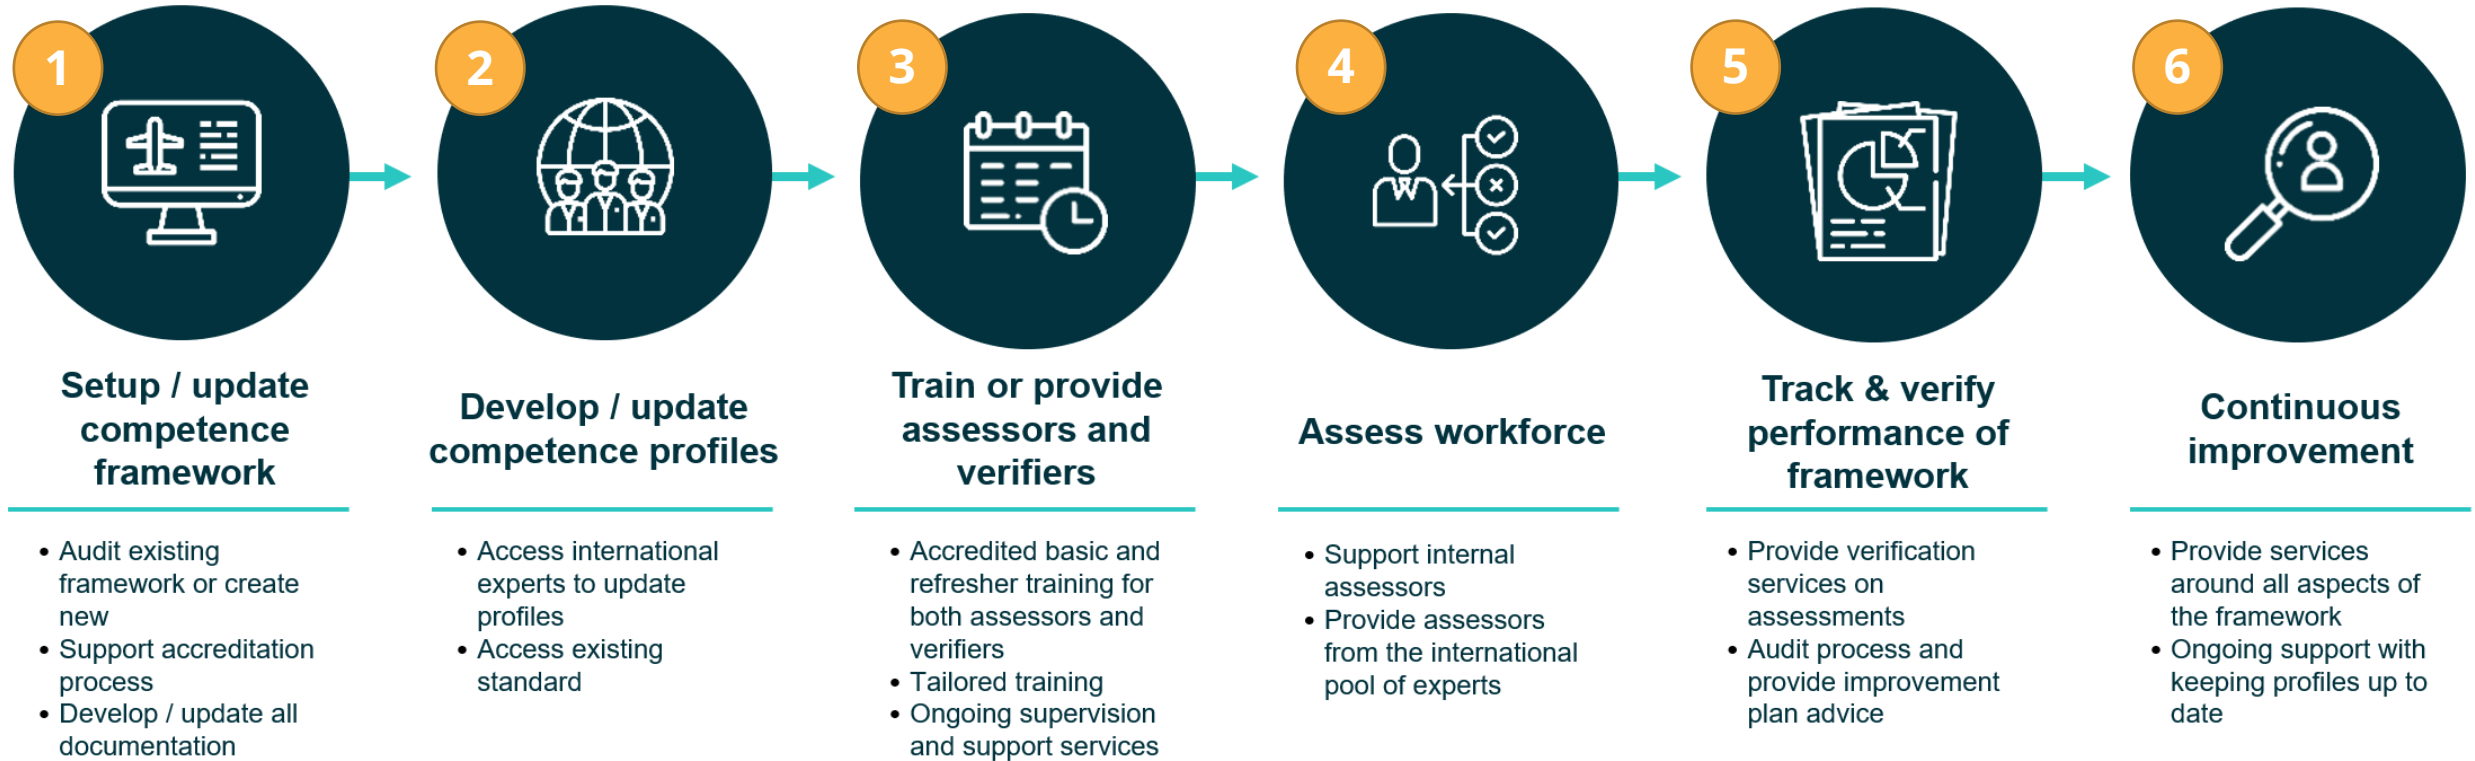 1
Setup / update
competence
framework
• Audit existing
framework or create
new
• Support accreditation
process
• Develop / update all
documentation
2
Develop / update
competence profiles
• Access international
experts to update
profiles
• Access existing
standard
3
Train or provide
assessors and
verifiers
• Accredited basic and
refresher training for
both assessors and
verifiers
• Tailored training
• Ongoing supervision
and support services
4
Assess workforce
• Support internal
assessors
• Provide assessors
from the international
pool of experts
5
Track & verify
performance of
framework
• Provide verification
services on
assessments
• Audit process and
provide improvement
plan advice
6
Continuous
improvement
• Provide services
around all aspects of
the framework
• Ongoing support with
keeping profiles up to
date